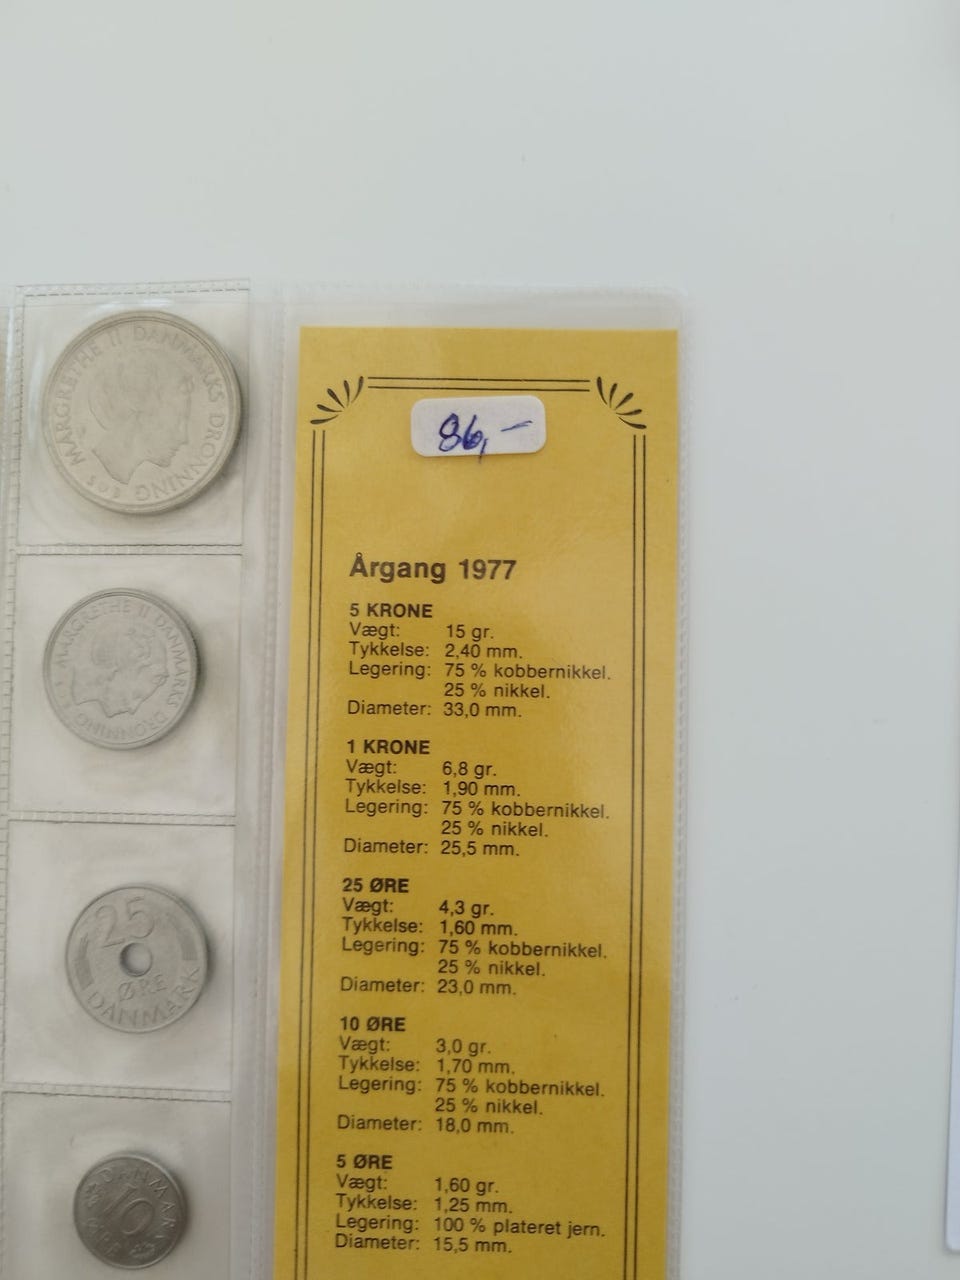 MARGRETHE II DANMARKS DRONNING
S♥B
MARGRETHE II DANMARKS DRONNING
25
ØRE
DANMARK
DANMARK
10
86,-
Årgang 1977
5 KRONE
Vægt: 15 gr.
Tykkelse: 2,40 mm.
Legering: 75 % kobbernikkel.
25 % nikkel.
Diameter: 33,0 mm.
1 KRONE
Vægt: 6,8 gr.
Tykkelse: 1,90 mm.
Legering: 75 % kobbernikkel.
25 % nikkel.
Diameter: 25,5 mm.
25 ØRE
Vægt: 4,3 gr.
Tykkelse: 1,60 mm.
Legering: 75 % kobbernikkel.
25 % nikkel.
Diameter: 23,0 mm.
10 ØRE
Vægt: 3,0 gr.
Tykkelse: 1,70 mm.
Legering: 75 % kobbernikkel.
25 % nikkel.
Diameter: 18,0 mm.
5 ØRE
Vægt: 1,60 gr.
Tykkelse: 1,25 mm.
Legering: 100 % plateret jern.
Diameter: 15,5 mm.